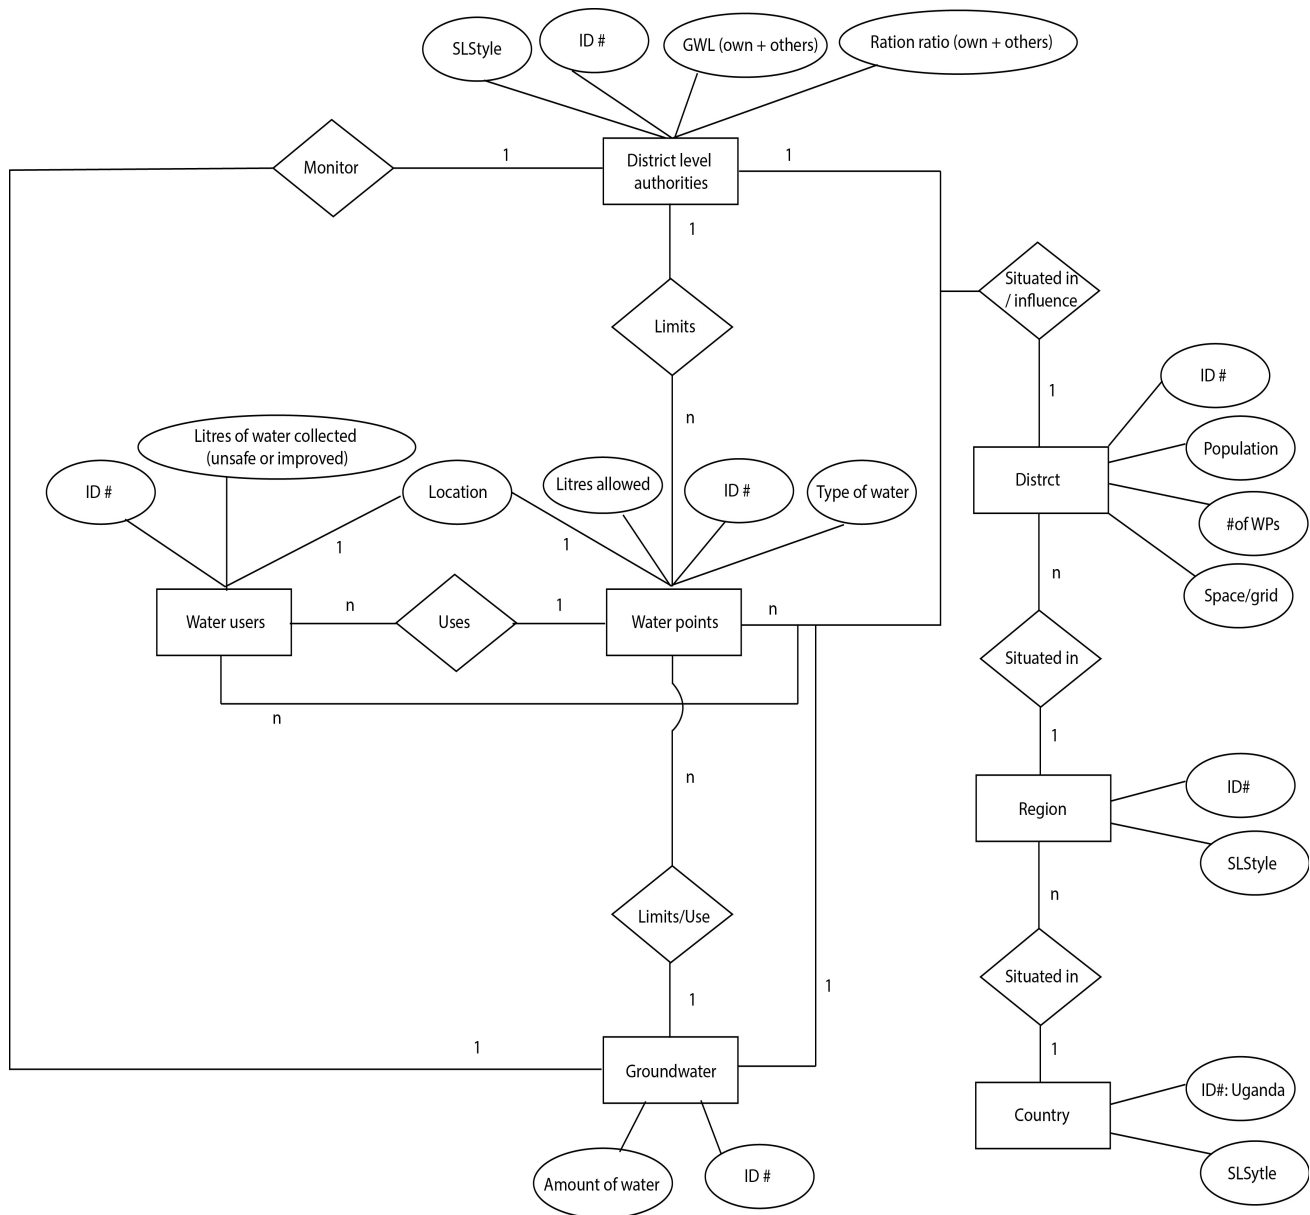 SLStyle
ID #
GWL (own + others)
Ration ratio (own + others)
Monitor
1
District level
authorities
1
1
Situated in
/ influence
Limits
1
ID #
n
Litres of water collected
(unsafe or improved)
Population
Distrct
ID #
Location
Litres allowed
ID #
Type of water
#of WPs
1
1
n
Space/grid
n
1
n
Water users
Uses
Water points
Situated in
n
1
n
ID#
Region
SLStyle
n
Limits/Use
Situated in
1
1
1
1
Groundwater
ID#: Uganda
Country
Amount of water
ID #
SLSytle